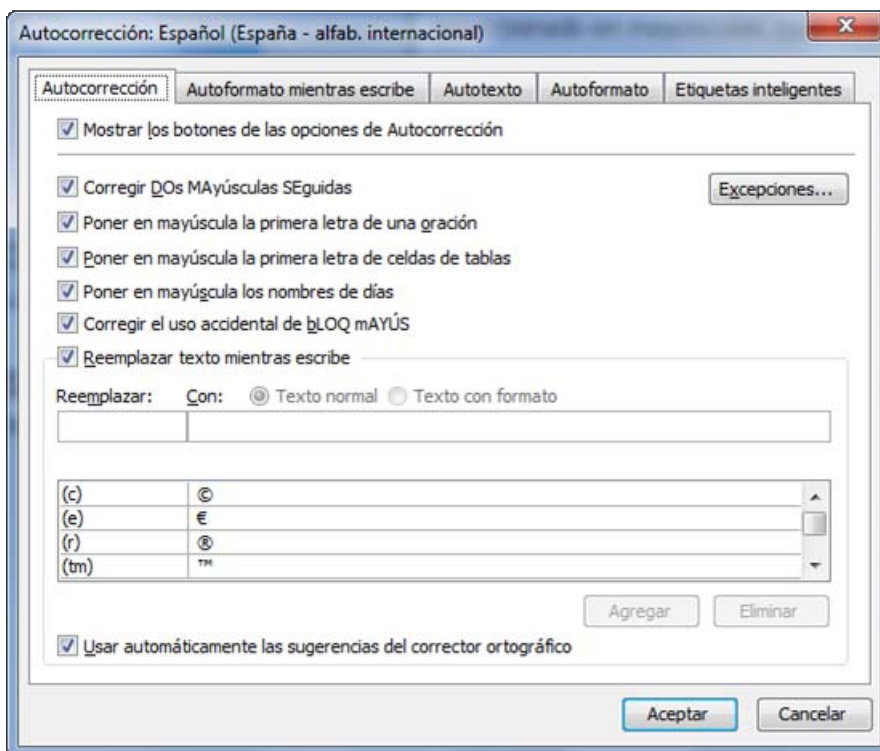 Autocorrección: Español (España - alfab. internacional)
Autocorrección Autoformato mientras escribe Autotexto Autoformato Etiquetas inteligentes
Mostrar los botones de las opciones de Autocorrección
Corregir DOs MAyúsculas SEguidas Excepciones...
Poner en mayúscula la primera letra de una oración
Poner en mayúscula la primera letra de celdas de tablas
Poner en mayúscula los nombres de días
Corregir el uso accidental de bLOQ mAYÚS
Reemplazar texto mientras escribe
Reemplazar: Con: Texto normal Texto con formato
(c) ©
(e) €
(r) ®
(tm) ™
Agregar Eliminar
Usar automáticamente las sugerencias del corrector ortográfico
Aceptar Cancelar